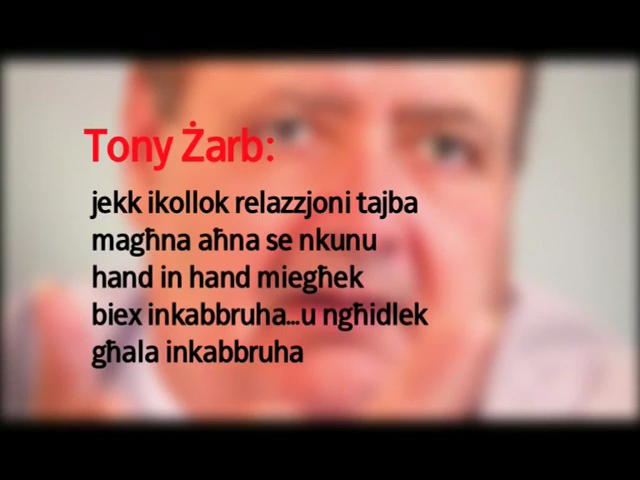 Tony Żarb:
jekk ikollok relazzjoni tajba
magħna aħna se nkunu
hand in hand miegħek
biex inkabbruha...u ngħidlek
għala inkabbruha